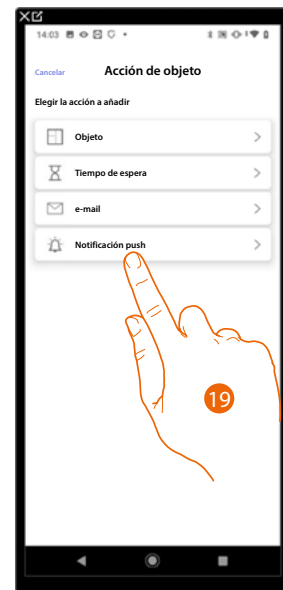 14:03
Cancelar
Acción de objeto
Elegir la acción a añadir
Objeto
Tiempo de espera
e-mail
Notificación push
19